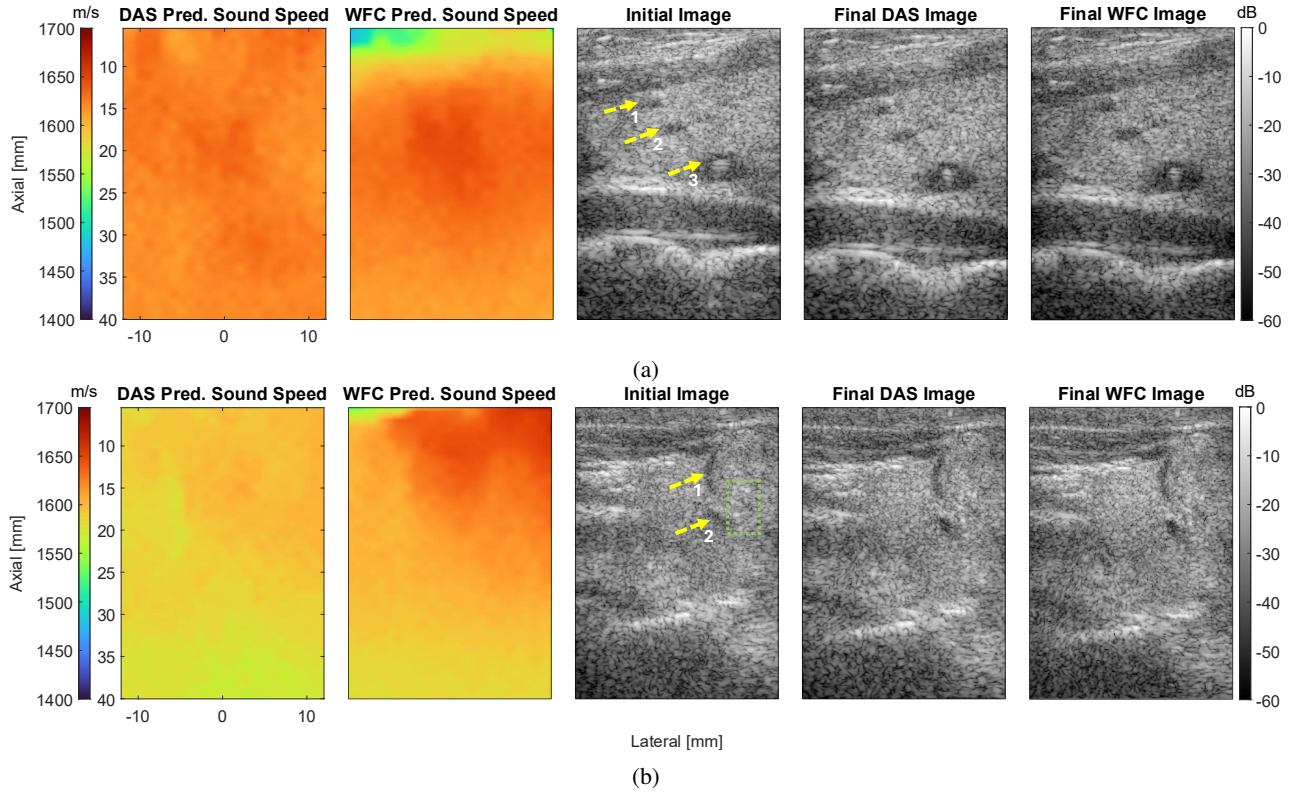 m/s DAS Pred. Sound Speed WFC Pred. Sound Speed Initial Image Final DAS Image Final WFC Image dB
1700 0
1650 10 -10
1600 15 1 -20
1550 20 2 -30
1500 25 3 -40
1450 30 -50
1400 35 -60
40
Axial [mm]
-10 0 10
(a)
m/s DAS Pred. Sound Speed WFC Pred. Sound Speed Initial Image Final DAS Image Final WFC Image dB
1700 0
1650 10 -10
1600 15 1 -20
1550 20 2 -30
1500 25 -40
1450 30 -50
1400 35 -60
40
Axial [mm]
-10 0 10
Lateral [mm]
(b)